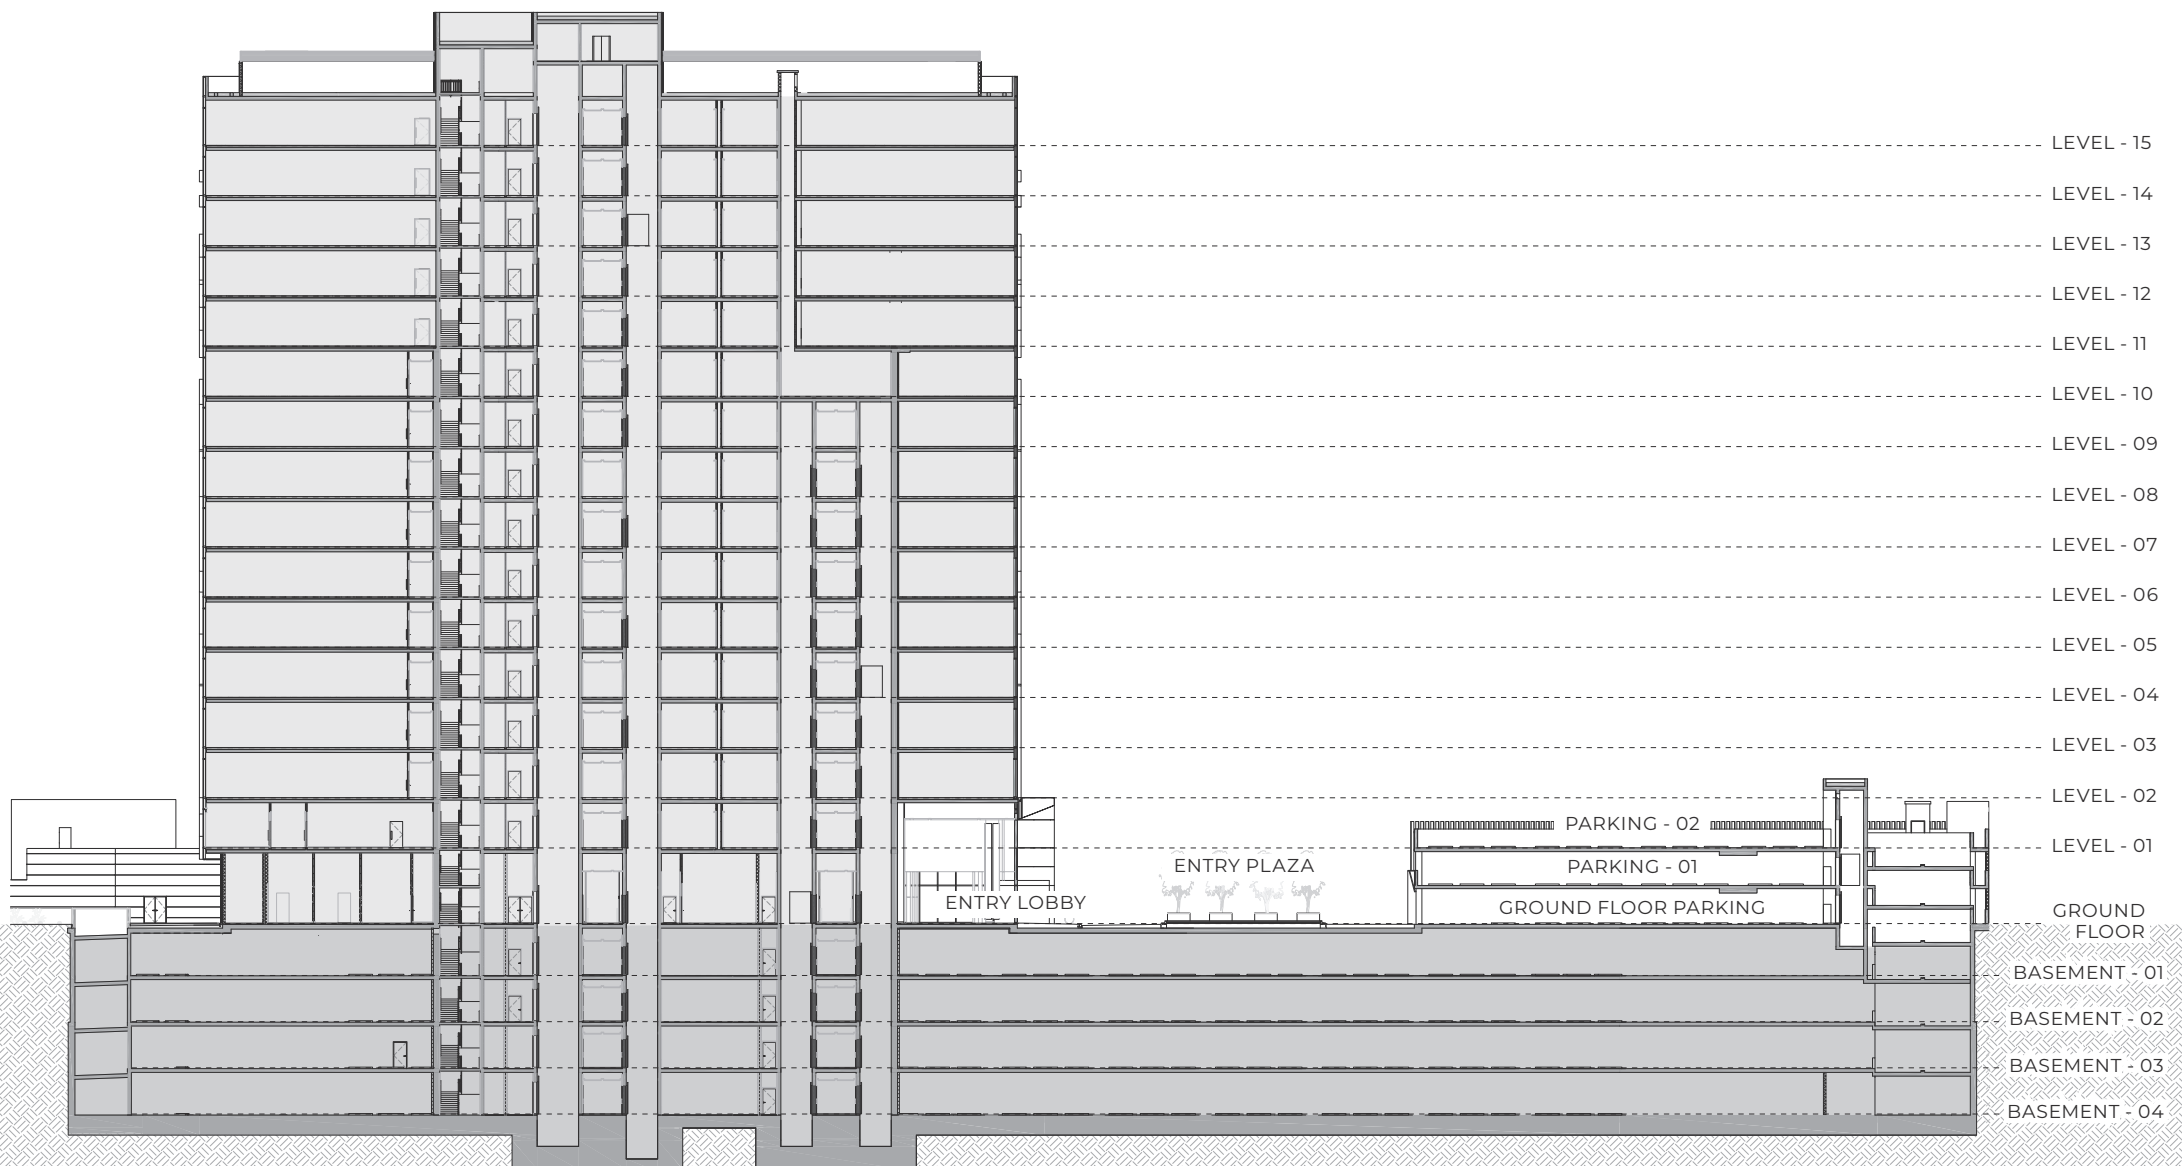 LEVEL - 15
LEVEL - 14
LEVEL - 13
LEVEL - 12
LEVEL - 11
LEVEL - 10
LEVEL - 09
LEVEL - 08
LEVEL - 07
LEVEL - 06
LEVEL - 05
LEVEL - 04
LEVEL - 03
LEVEL - 02
PARKING - 02
LEVEL - 01
ENTRY PLAZA
PARKING - 01
ENTRY LOBBY
GROUND FLOOR PARKING
GROUND
FLOOR
BASEMENT - 01
BASEMENT - 02
BASEMENT - 03
BASEMENT - 04